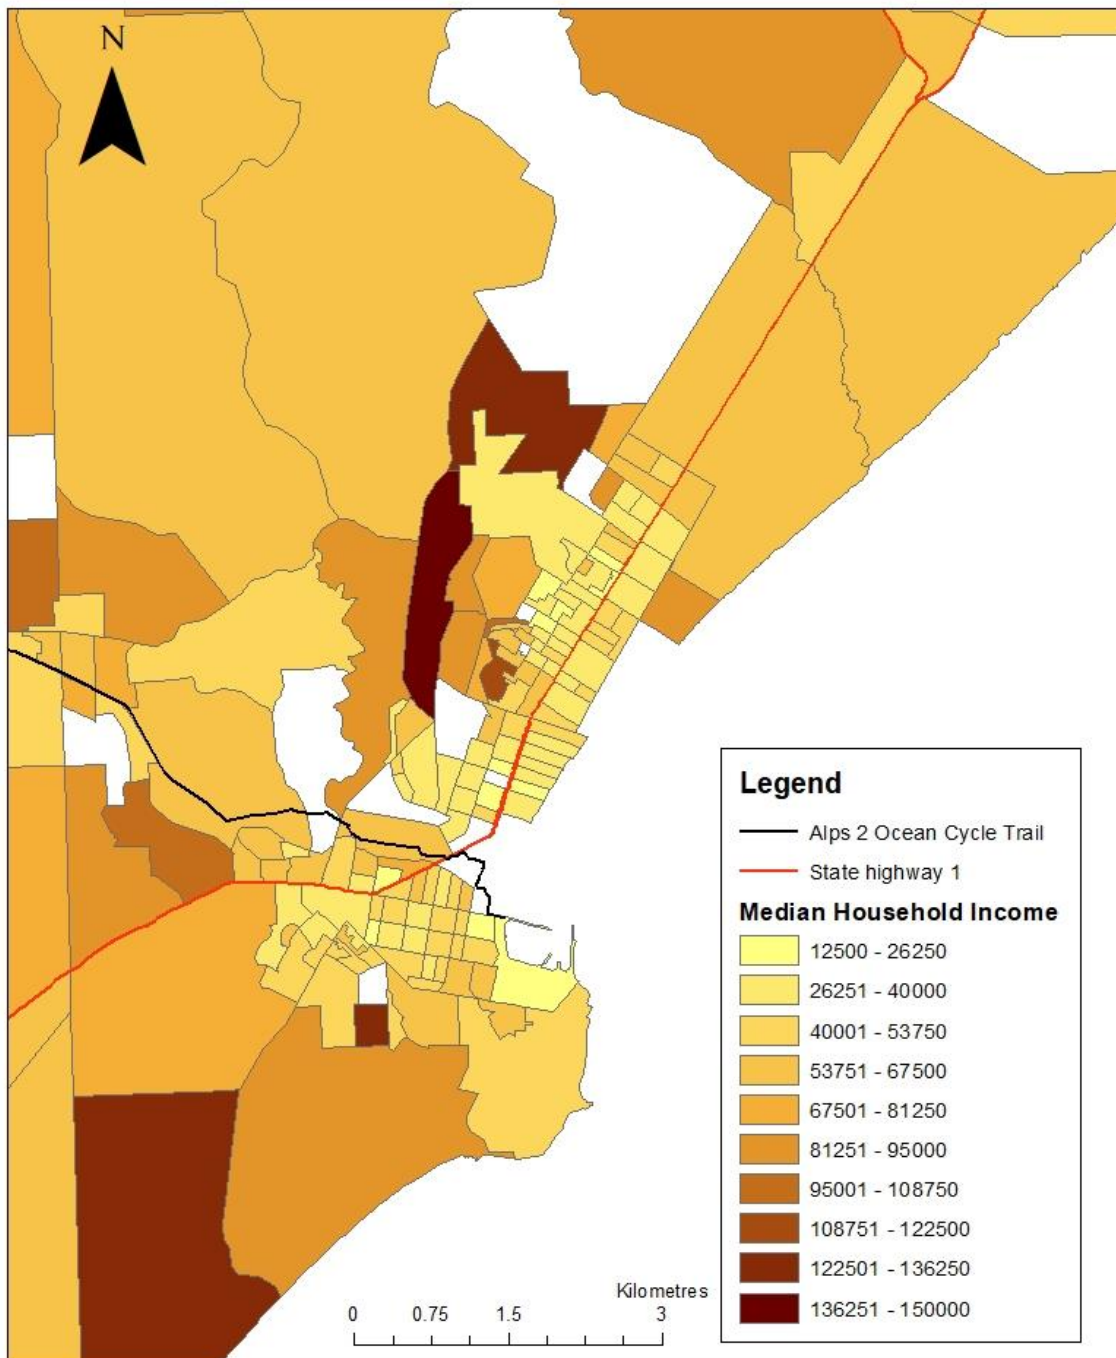 N
Legend
Alps 2 Ocean Cycle Trail
State highway 1
Median Household Income
12500 - 26250
26251 - 40000
40001 - 53750
53751 - 67500
67501 - 81250
81251 - 95000
95001 - 108750
108751 - 122500
122501 - 136250
136251 - 150000
Kilometres
0 0.75 1.5 3